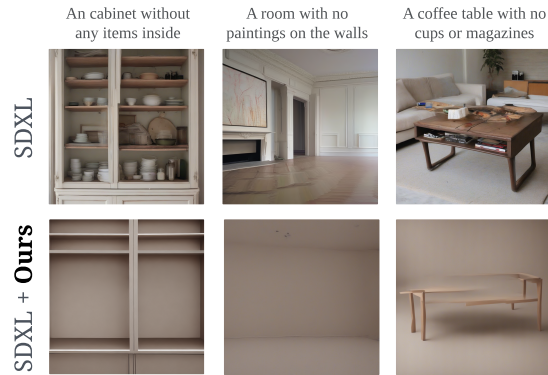 An cabinet without
any items inside
A room with no
paintings on the walls
A coffee table with no
cups or magazines
SDXL
SDXL + Ours